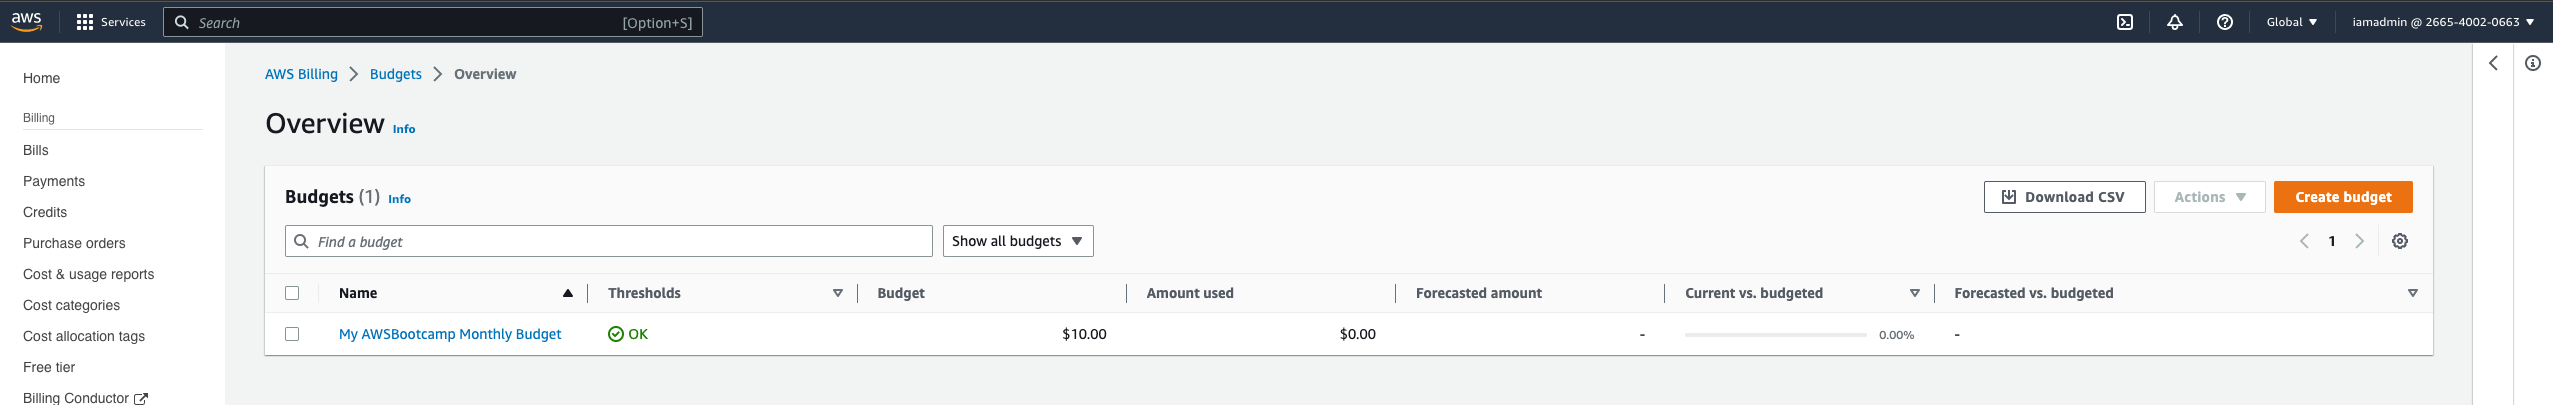 aws Services Search [Option+S] Global iamadmin @ 2665-4002-0663
Home
Billing
Bills
Payments
Credits
Purchase orders
Cost & usage reports
Cost categories
Cost allocation tags
Free tier
Billing Conductor
AWS Billing Budgets Overview
Overview Info
Budgets (1) Info Download CSV Actions Create budget
Find a budget Show all budgets 1
Name Thresholds Budget Amount used Forecasted amount Current vs. budgeted Forecasted vs. budgeted
My AWSBootcamp Monthly Budget OK $10.00 $0.00 - 0.00% -